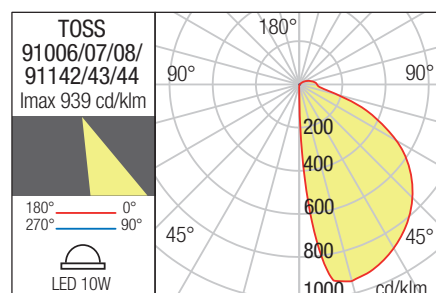 TOSS
91006/07/08/
91142/43/44
Imax 939 cd/klm
180° 0°
270° 90°
LED 10W
180°
90° 90°
200
400
600
45° 45°
800
1000 cd/klm